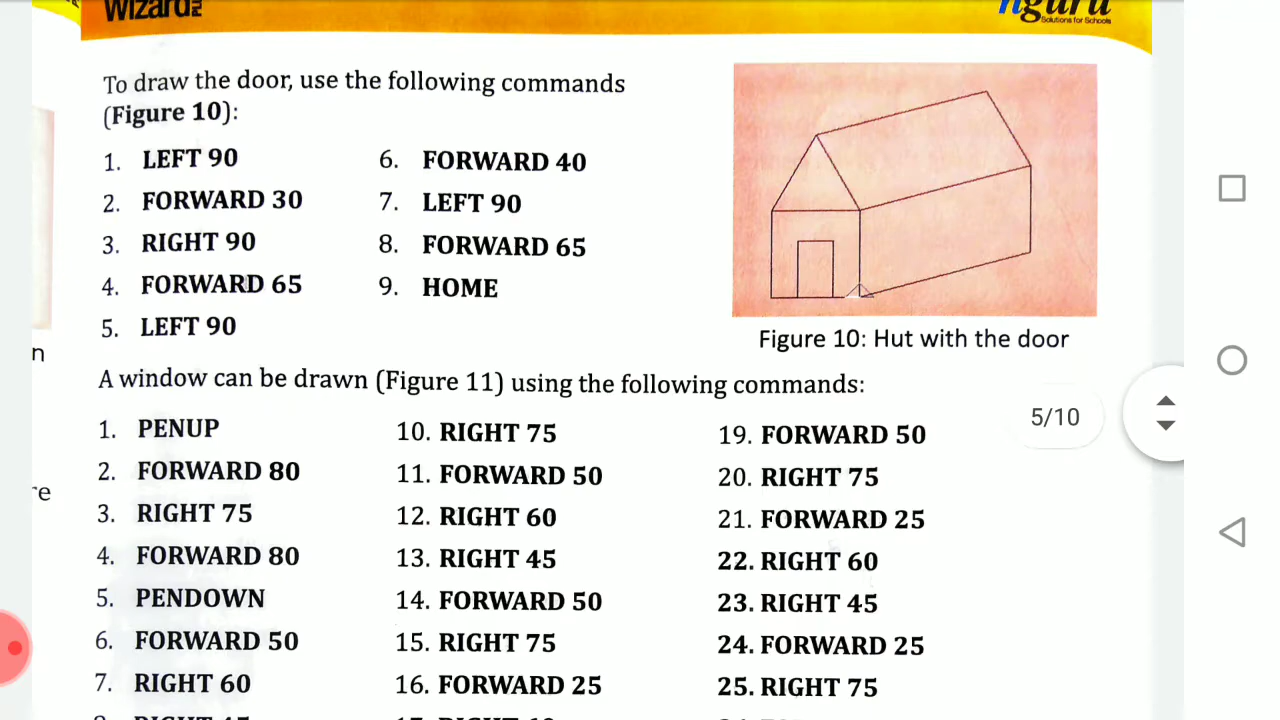 Wizard
nguru
Solutions for Schools
To draw the door, use the following commands
(Figure 10):
1. LEFT 90
2. FORWARD 30
3. RIGHT 90
4. FORWARD 65
5. LEFT 90
6. FORWARD 40
7. LEFT 90
8. FORWARD 65
9. HOME
Figure 10: Hut with the door
n
A window can be drawn (Figure 11) using the following commands:
5/10
1. PENUP
2. FORWARD 80
3. RIGHT 75
4. FORWARD 80
5. PENDOWN
6. FORWARD 50
7. RIGHT 60
10. RIGHT 75
11. FORWARD 50
12. RIGHT 60
13. RIGHT 45
14. FORWARD 50
15. RIGHT 75
16. FORWARD 25
19. FORWARD 50
20. RIGHT 75
21. FORWARD 25
22. RIGHT 60
23. RIGHT 45
24. FORWARD 25
25. RIGHT 75